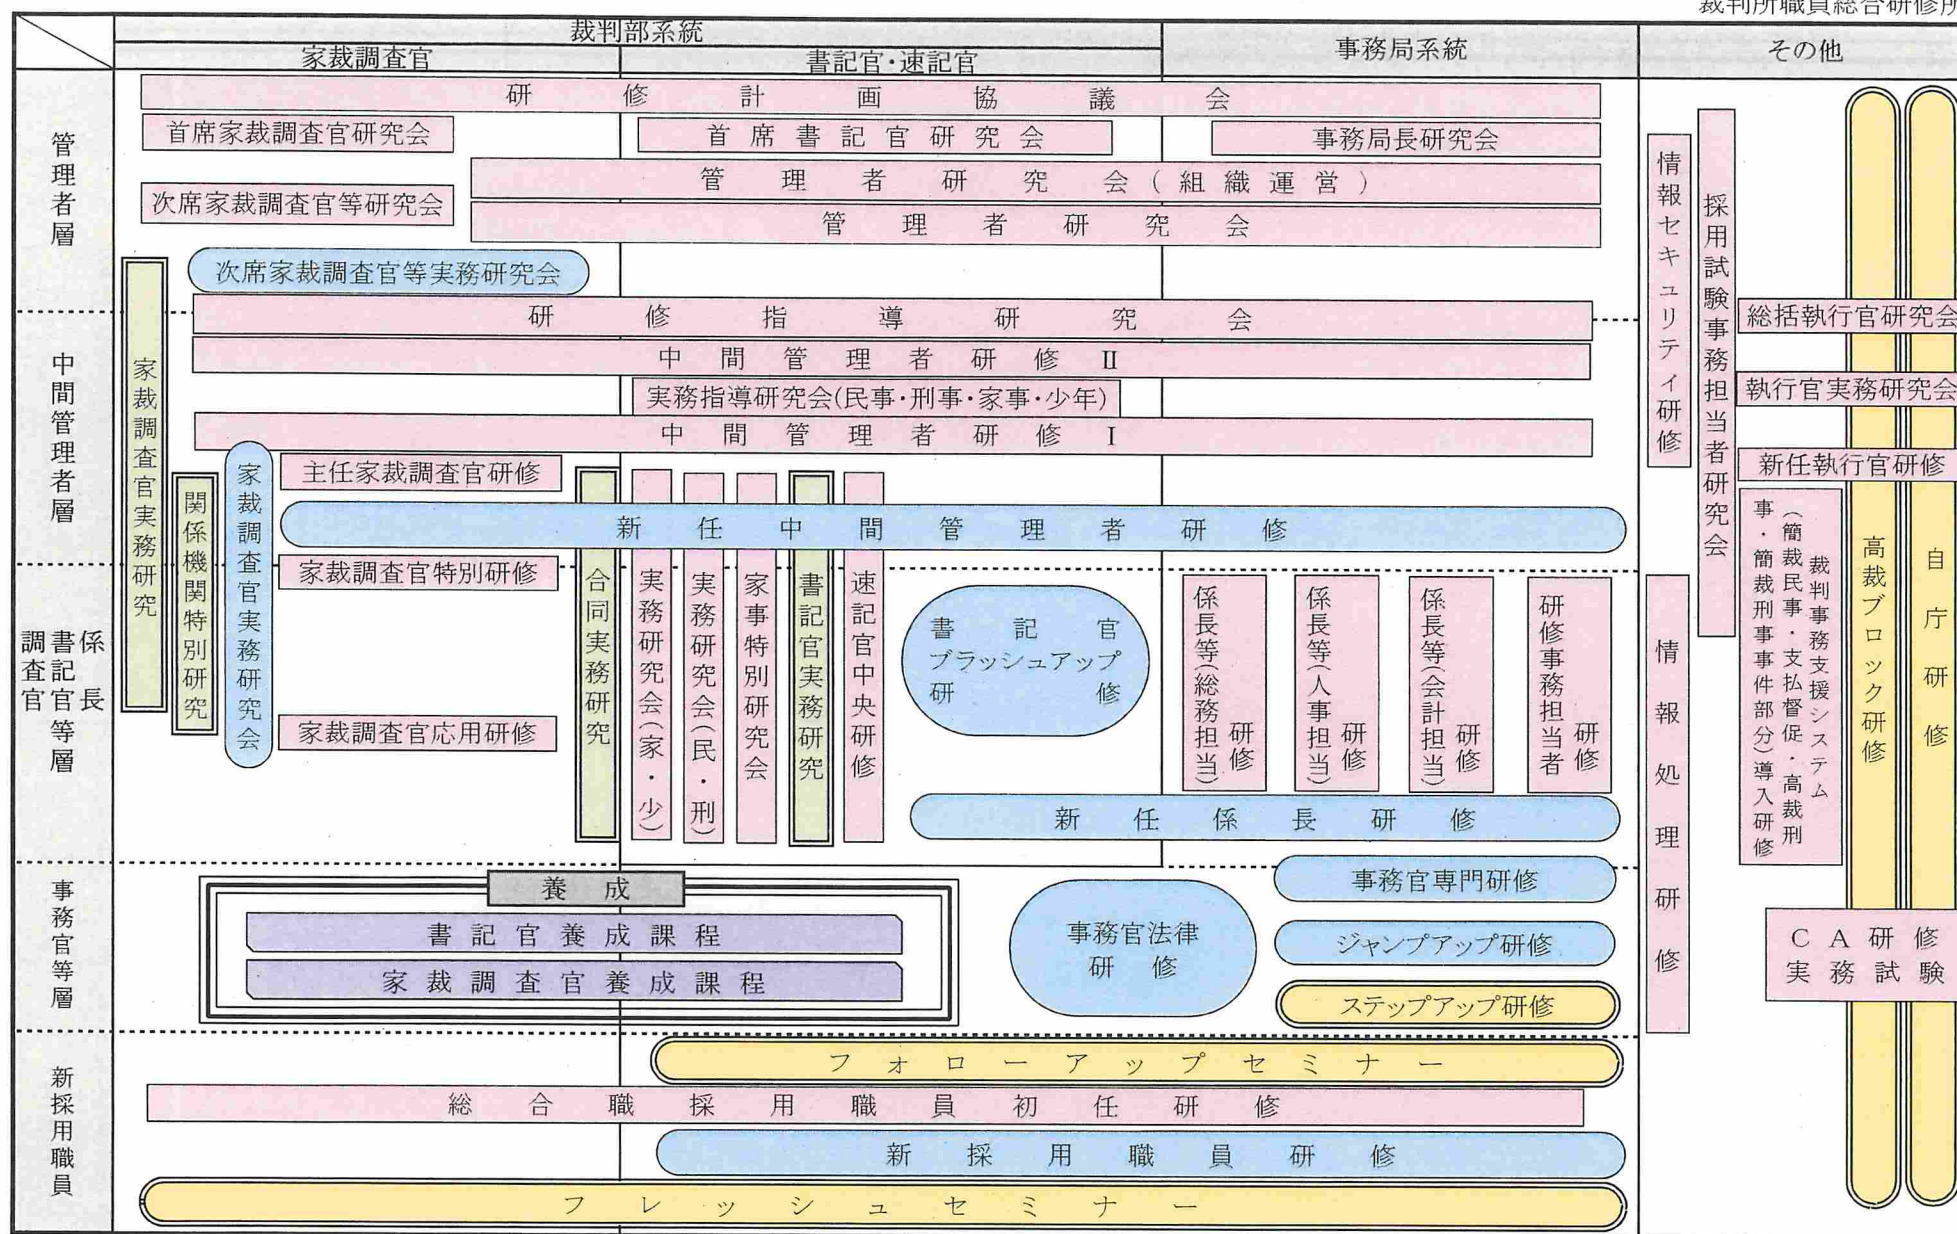 裁判所職員総合研修所
裁判部系統
家裁調査官
書記官・速記官
事務局系統
その他
管理者層
中間管理者層
係長
書記官等層
調査官
事務官等層
新採用職員
研修計画協議会
首席家裁調査官研究会
首席書記官研究会
事務局長研究会
管理者研究会(組織運営)
次席家裁調査官等研究会
管理者研究会
次席家裁調査官等実務研究会
研修指導研究会
中間管理者研修Ⅱ
実務指導研究会(民事・刑事・家事・少年)
中間管理者研修Ⅰ
家裁調査官実務研究
関係機関特別研究
家裁調査官実務研究会
主任家裁調査官研修
新任中間管理者研修
家裁調査官特別研修
家裁調査官応用研修
合同実務研究
実務研究会(家・少)
実務研究会(民・刑)
家事特別研究会
書記官実務研究
速記官中央研修
書記官
ブラッシュアップ
研修
係長等(総務担当)
研修
係長等(人事担当)
研修
係長等(会計担当)
研修
研修事務担当者
研修
新任係長研修
養成
書記官養成課程
家裁調査官養成課程
事務官法律
研修
事務官専門研修
ジャンプアップ研修
ステップアップ研修
フォローアップセミナー
総合職採用職員初任研修
新採用職員研修
フレッシュセミナー
情報セキュリティ研修
採用試験事務担当者研究会
情報処理研修
総括執行官研究会
執行官実務研究会
新任執行官研修
裁判事務支援システム
(簡裁民事・支払督促・高裁刑
事・簡裁刑事事件部分)導入研修
高裁ブロック研修
自庁研修
CA研修
実務試験